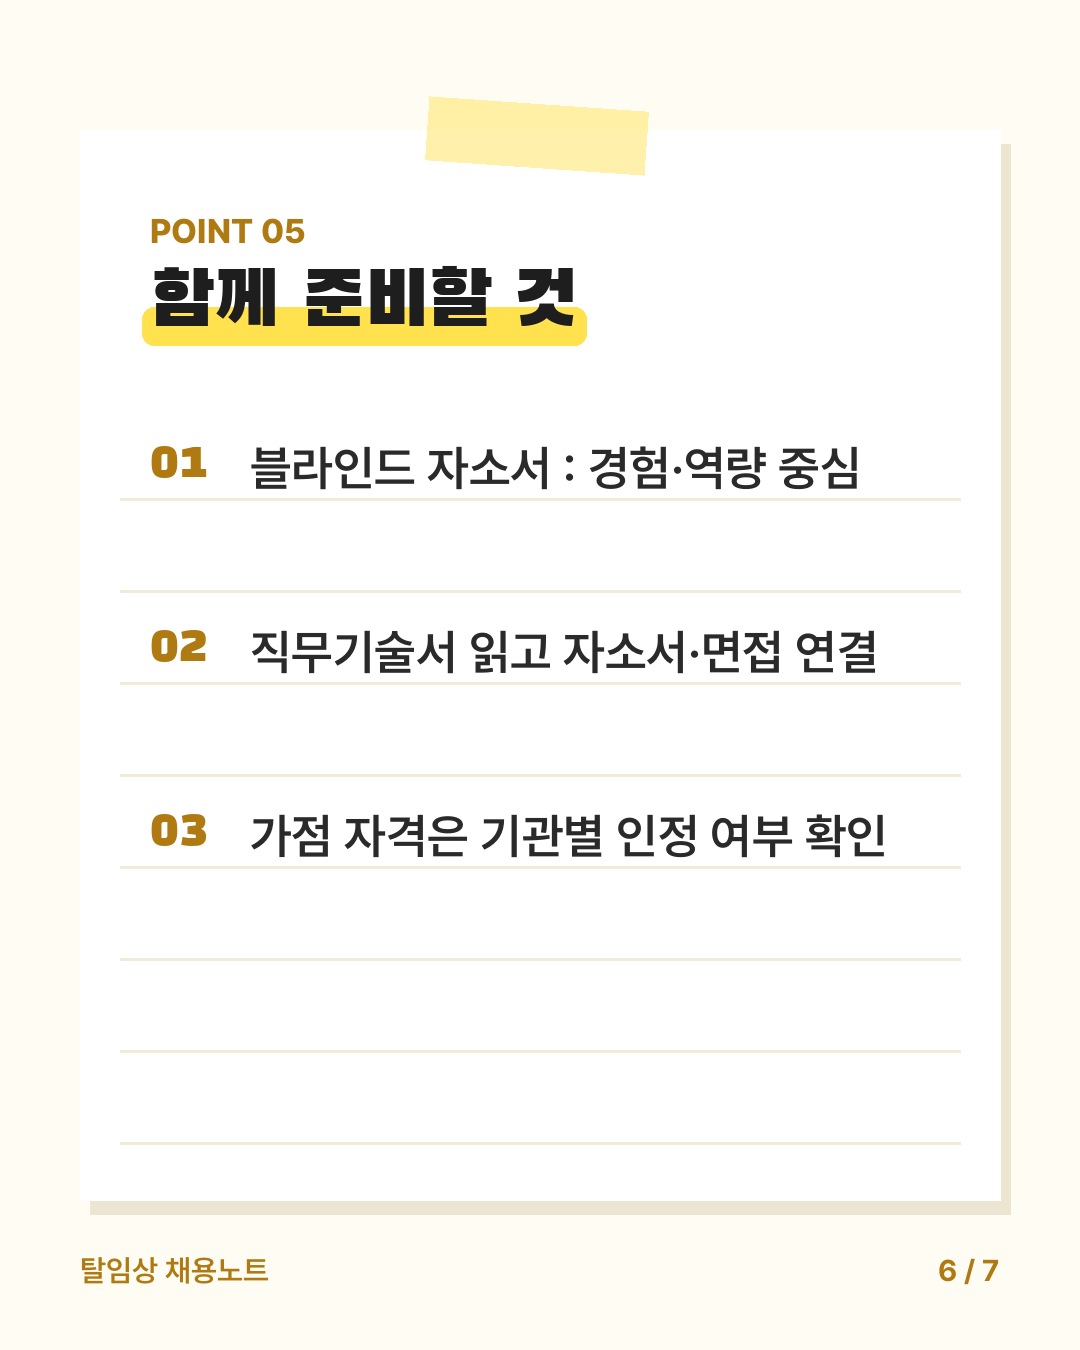 POINT 05
함께 준비할 것
01 블라인드 자소서 : 경험·역량 중심
02 직무기술서 읽고 자소서·면접 연결
03 가점 자격은 기관별 인정 여부 확인
탈임상 채용노트
6 / 7